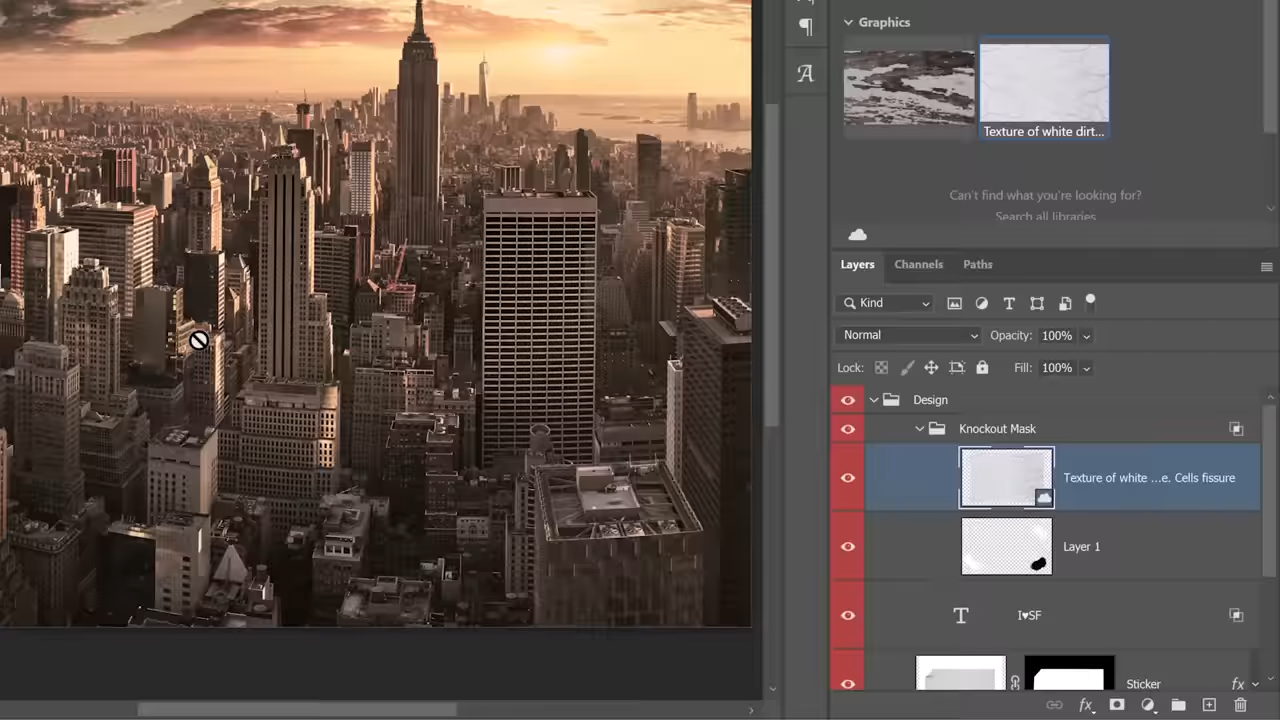 Graphics
Texture of white dirt...
Can't find what you're looking for?
Search all libraries
Layers Channels Paths
Kind
Normal Opacity: 100%
Lock: Fill: 100%
Design
Knockout Mask
Texture of white ...e. Cells fissure
Layer 1
T I♥SF
Sticker fx
fx